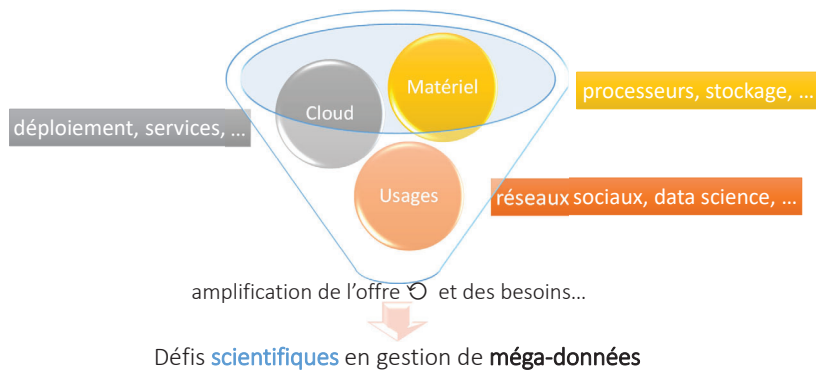 Matériel
processeurs, stockage, …
Cloud
déploiement, services, …
Usages
réseaux sociaux, data science, …
amplification de l'offre ↺ et des besoins…
Défis scientifiques en gestion de méga-données